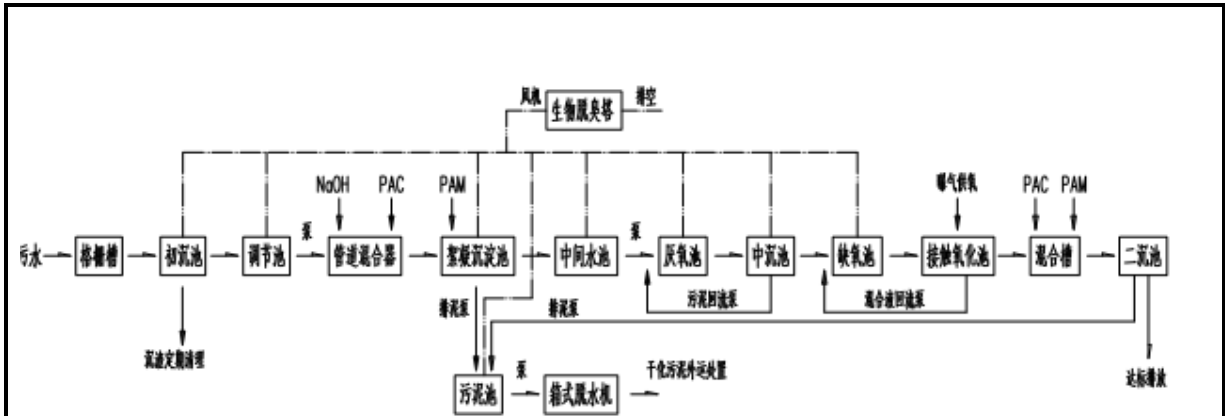 风机
生物脱臭塔
排空
NaOH
PAC
PAM
曝气供氧
PAC
PAM
污水
格栅槽
初沉池
调节池
泵
管道混合器
絮凝沉淀池
中间水池
泵
厌氧池
中沉池
缺氧池
接触氧化池
混合槽
二沉池
污泥回流泵
混合液回流泵
排泥泵
排泥泵
沉渣定期清理
污泥池
泵
箱式脱水机
干化污泥外运处置
达标排放